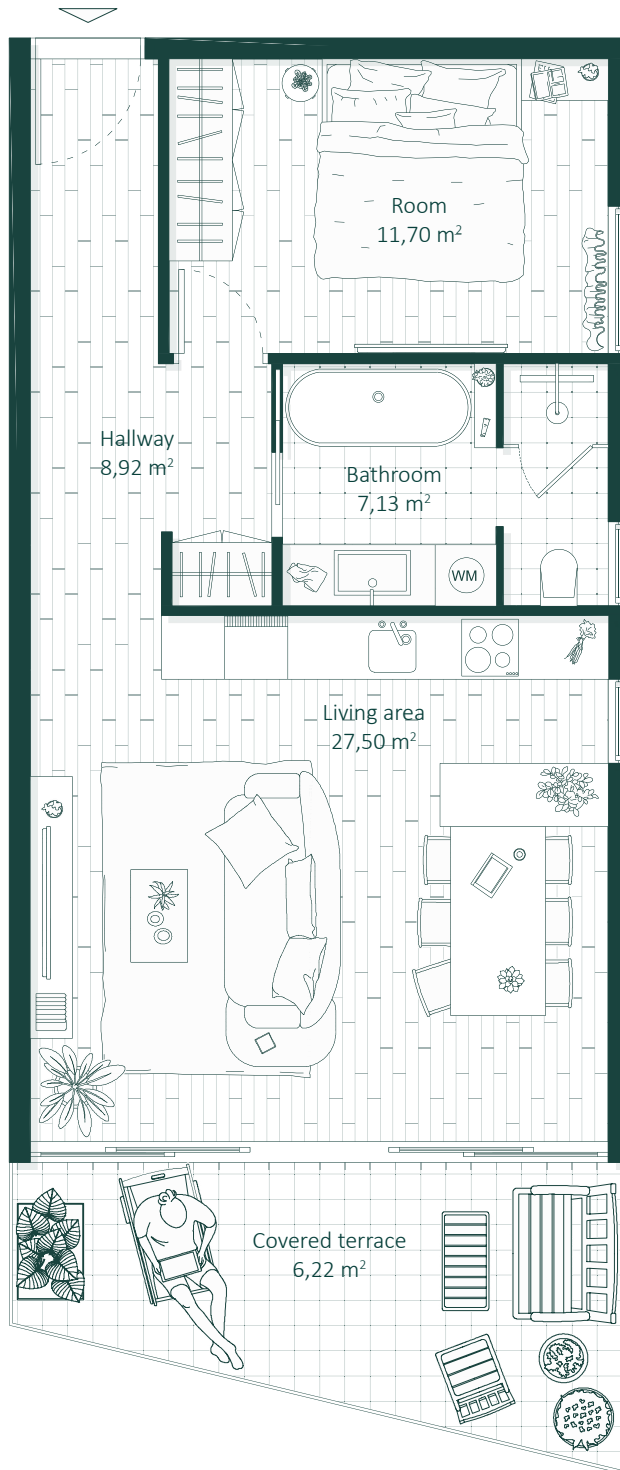 Room
11,70 m²
Hallway
8,92 m²
Bathroom
7,13 m²
WM
Living area
27,50 m²
Covered terrace
6,22 m²